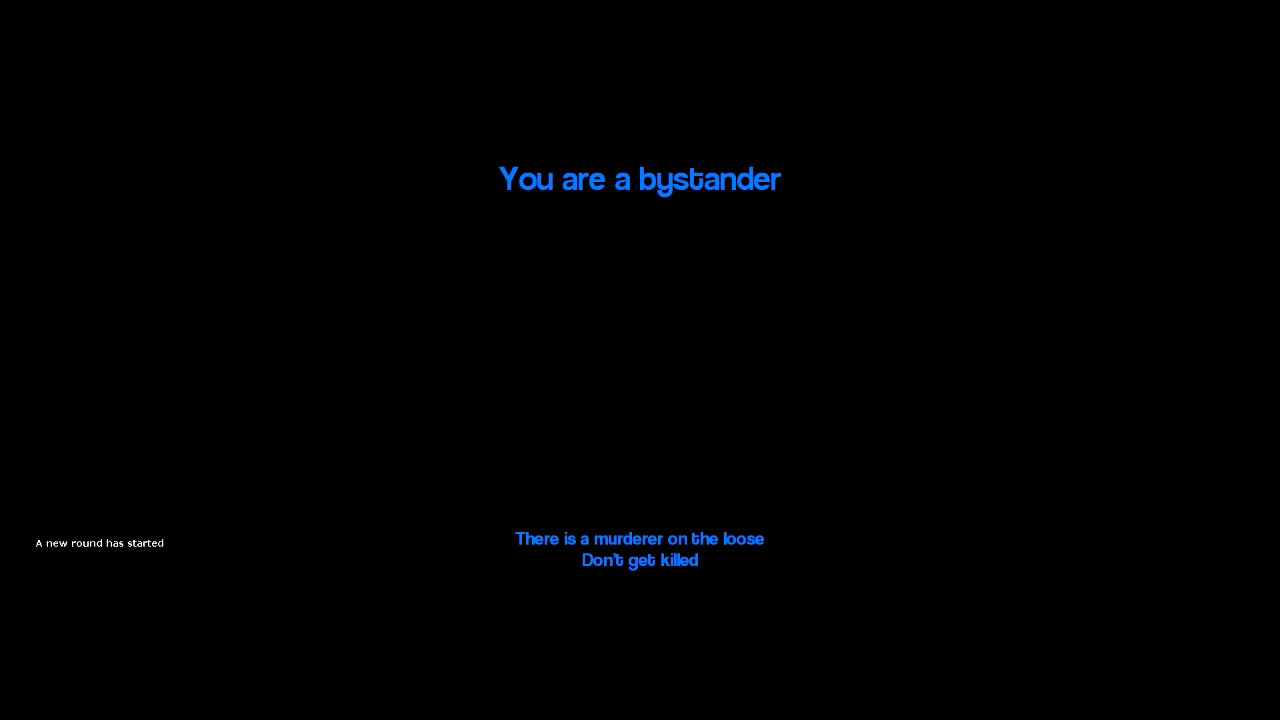 You are a bystander
There is a murderer on the loose
Don't get killed
A new round has started